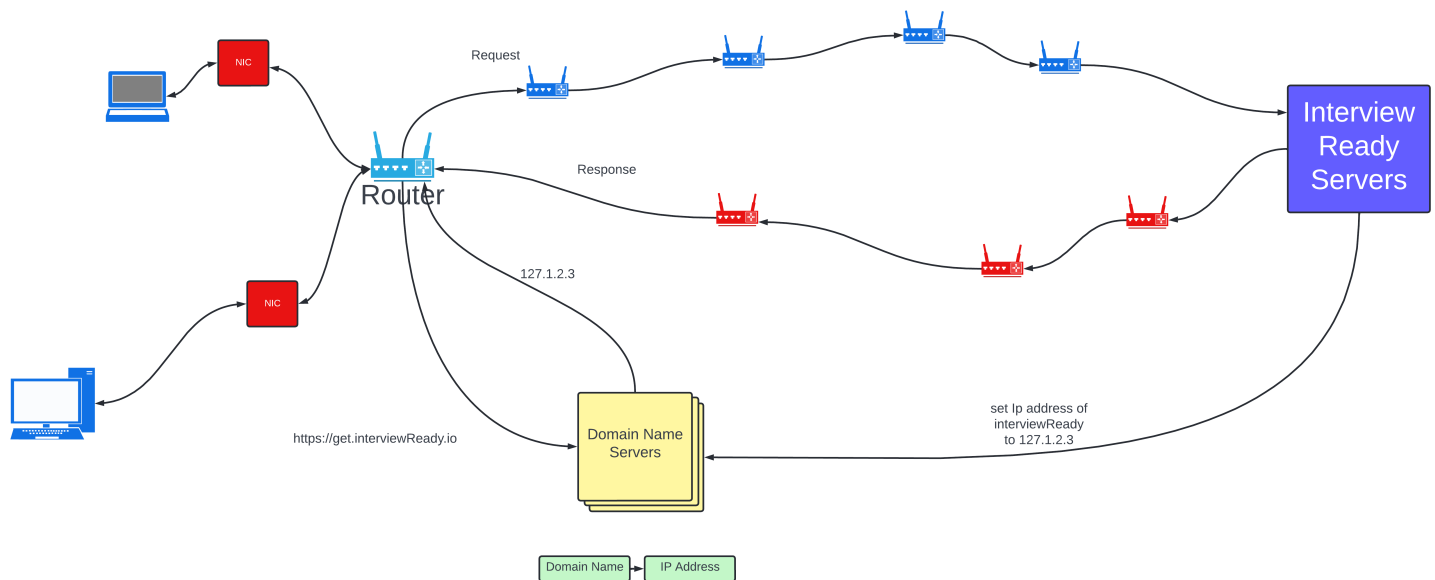 Request
NIC
Interview
Ready
Servers
Response
Router
127.1.2.3
NIC
set Ip address of
interviewReady
to 127.1.2.3
https://get.interviewReady.io
Domain Name
Servers
Domain Name
IP Address